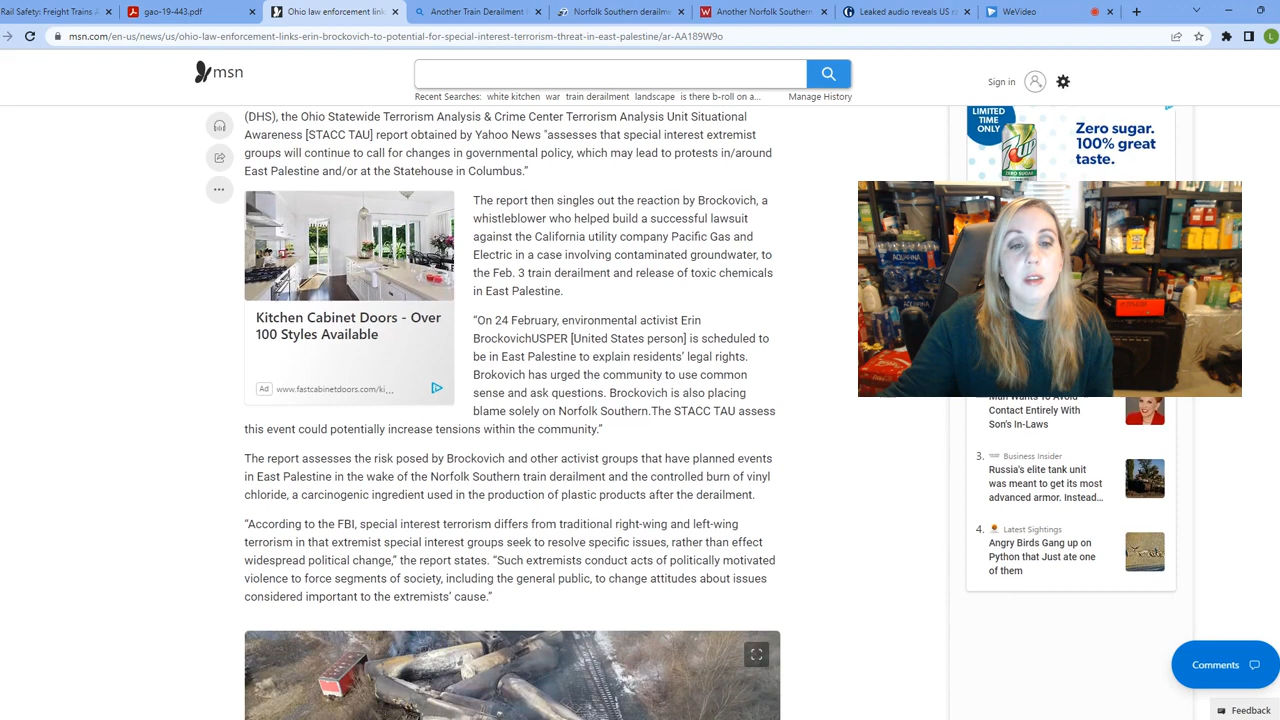 Rail Safety: Freight Trains A
gao-19-443.pdf
Ohio law enforcement link
Another Train Derailment I
Norfolk Southern derailme
Another Norfolk Southern
Leaked audio reveals US r
WeVideo
msn.com/en-us/news/us/ohio-law-enforcement-links-erin-brockovich-to-potential-for-special-interest-terrorism-threat-in-east-palestine/ar-AA189W9o
L
msn
Sign in
Recent Searches: white kitchen war train derailment landscape is there b-roll on a... Manage History
(DHS), the Ohio Statewide Terrorism Analysis & Crime Center Terrorism Analysis Unit Situational
Awareness [STACC TAU] report obtained by Yahoo News "assesses that special interest extremist
groups will continue to call for changes in governmental policy, which may lead to protests in/around
East Palestine and/or at the Statehouse in Columbus.”
The report then singles out the reaction by Brockovich, a
whistleblower who helped build a successful lawsuit
against the California utility company Pacific Gas and
Electric in a case involving contaminated groundwater, to
the Feb. 3 train derailment and release of toxic chemicals
in East Palestine.
Kitchen Cabinet Doors - Over
100 Styles Available
Ad www.fastcabinetdoors.com/ki...
“On 24 February, environmental activist Erin
BrockovichUSPER [United States person] is scheduled to
be in East Palestine to explain residents’ legal rights.
Brokovich has urged the community to use common
sense and ask questions. Brockovich is also placing
blame solely on Norfolk Southern.The STACC TAU assess
this event could potentially increase tensions within the community.”
The report assesses the risk posed by Brockovich and other activist groups that have planned events
in East Palestine in the wake of the Norfolk Southern train derailment and the controlled burn of vinyl
chloride, a carcinogenic ingredient used in the production of plastic products after the derailment.
“According to the FBI, special interest terrorism differs from traditional right-wing and left-wing
terrorism in that extremist special interest groups seek to resolve specific issues, rather than effect
widespread political change,” the report states. “Such extremists conduct acts of politically motivated
violence to force segments of society, including the general public, to change attitudes about issues
considered important to the extremists’ cause.”
LIMITED
TIME
ONLY
7UP
Zero sugar.
100% great
taste.
AQUAFINA
Man Wants To Avoid
Contact Entirely With
Son's In-Laws
3. Business Insider
Russia's elite tank unit
was meant to get its most
advanced armor. Instead...
4. Latest Sightings
Angry Birds Gang up on
Python that Just ate one
of them
Comments
Feedback